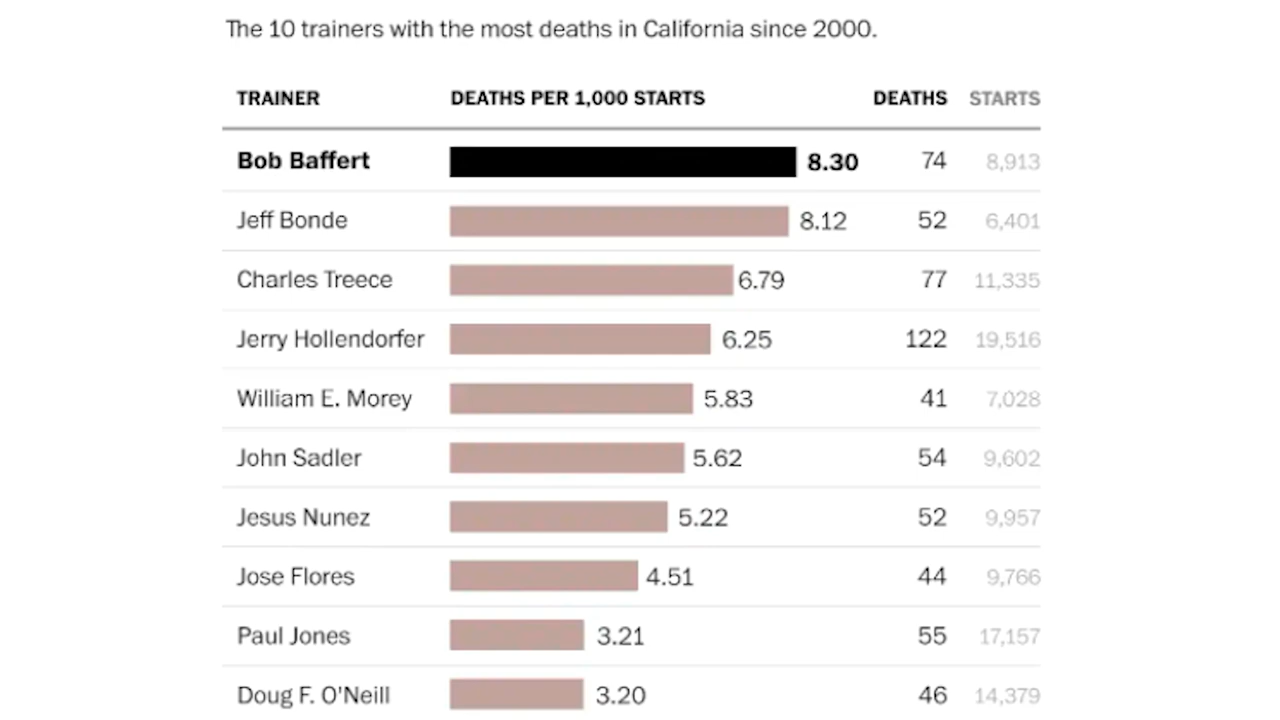 The 10 trainers with the most deaths in California since 2000.
TRAINER DEATHS PER 1,000 STARTS DEATHS STARTS
Bob Baffert 8.30 74 8,913
Jeff Bonde 8.12 52 6,401
Charles Treece 6.79 77 11,335
Jerry Hollendorfer 6.25 122 19,516
William E. Morey 5.83 41 7,028
John Sadler 5.62 54 9,602
Jesus Nunez 5.22 52 9,957
Jose Flores 4.51 44 9,766
Paul Jones 3.21 55 17,157
Doug F. O'Neill 3.20 46 14,379